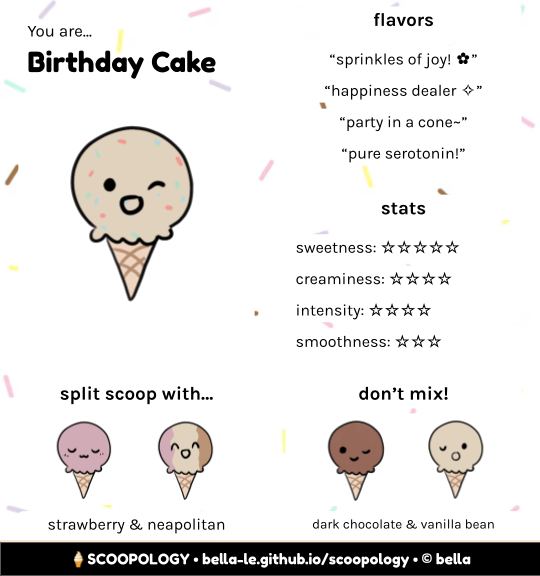 You are...
Birthday Cake
flavors
“sprinkles of joy! ✿”
“happiness dealer ✧”
“party in a cone~”
“pure serotonin!”
stats
sweetness: ☆☆☆☆☆
creaminess: ☆☆☆☆
intensity: ☆☆☆☆
smoothness: ☆☆☆
split scoop with...
strawberry & neapolitan
don’t mix!
dark chocolate & vanilla bean
🍦SCOOPOLOGY • bella-le.github.io/scoopology • © bella